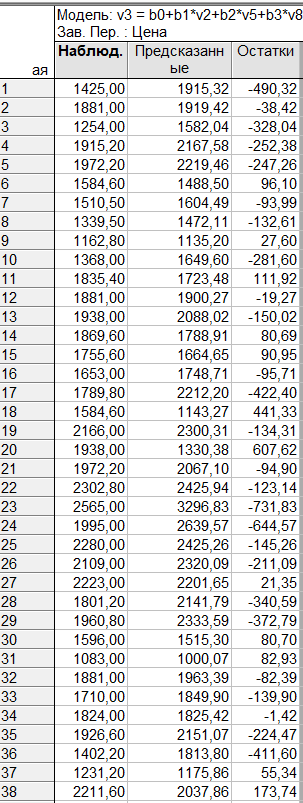 Модель: v3 = b0+b1*v2+b2*v5+b3*v8
Зав. Пер. : Цена
Наблюд. Предсказанн Остатки
ая ые
1 1425,00 1915,32 -490,32
2 1881,00 1919,42 -38,42
3 1254,00 1582,04 -328,04
4 1915,20 2167,58 -252,38
5 1972,20 2219,46 -247,26
6 1584,60 1488,50 96,10
7 1510,50 1604,49 -93,99
8 1339,50 1472,11 -132,61
9 1162,80 1135,20 27,60
10 1368,00 1649,60 -281,60
11 1835,40 1723,48 111,92
12 1881,00 1900,27 -19,27
13 1938,00 2088,02 -150,02
14 1869,60 1788,91 80,69
15 1755,60 1664,65 90,95
16 1653,00 1748,71 -95,71
17 1789,80 2212,20 -422,40
18 1584,60 1143,27 441,33
19 2166,00 2300,31 -134,31
20 1938,00 1330,38 607,62
21 1972,20 2067,10 -94,90
22 2302,80 2425,94 -123,14
23 2565,00 3296,83 -731,83
24 1995,00 2639,57 -644,57
25 2280,00 2425,26 -145,26
26 2109,00 2320,09 -211,09
27 2223,00 2201,65 21,35
28 1801,20 2141,79 -340,59
29 1960,80 2333,59 -372,79
30 1596,00 1515,30 80,70
31 1083,00 1000,07 82,93
32 1881,00 1963,39 -82,39
33 1710,00 1849,90 -139,90
34 1824,00 1825,42 -1,42
35 1926,60 2151,07 -224,47
36 1402,20 1813,80 -411,60
37 1231,20 1175,86 55,34
38 2211,60 2037,86 173,74